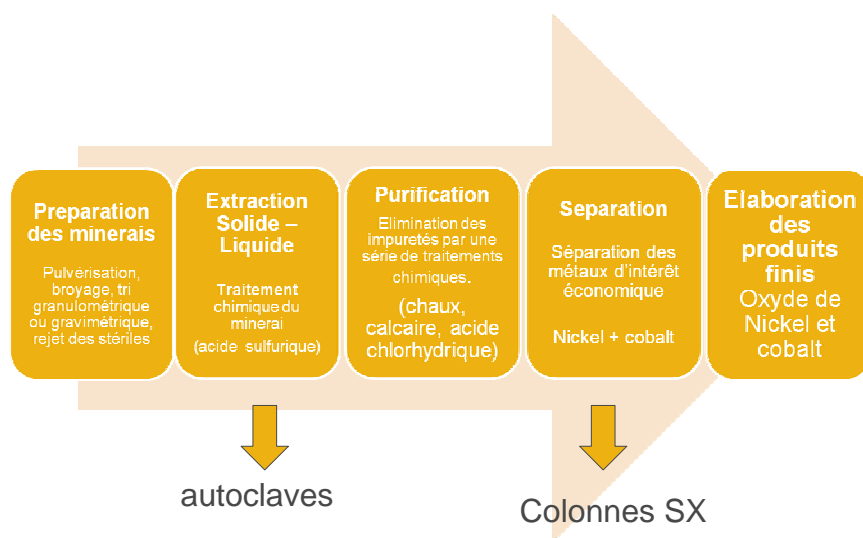 Preparation
des minerais
Pulvérisation,
broyage, tri
granulométrique
ou gravimétrique,
rejet des stériles
Extraction
Solide –
Liquide
Traitement
chimique du
minerai
(acide sulfurique)
Purification
Elimination des
impuretés par une
série de traitements
chimiques.
(chaux,
calcaire, acide
chlorhydrique)
Separation
Séparation des
métaux d'intérêt
économique
Nickel + cobalt
Elaboration
des
produits
finis
Oxyde de
Nickel et
cobalt
autoclaves
Colonnes SX